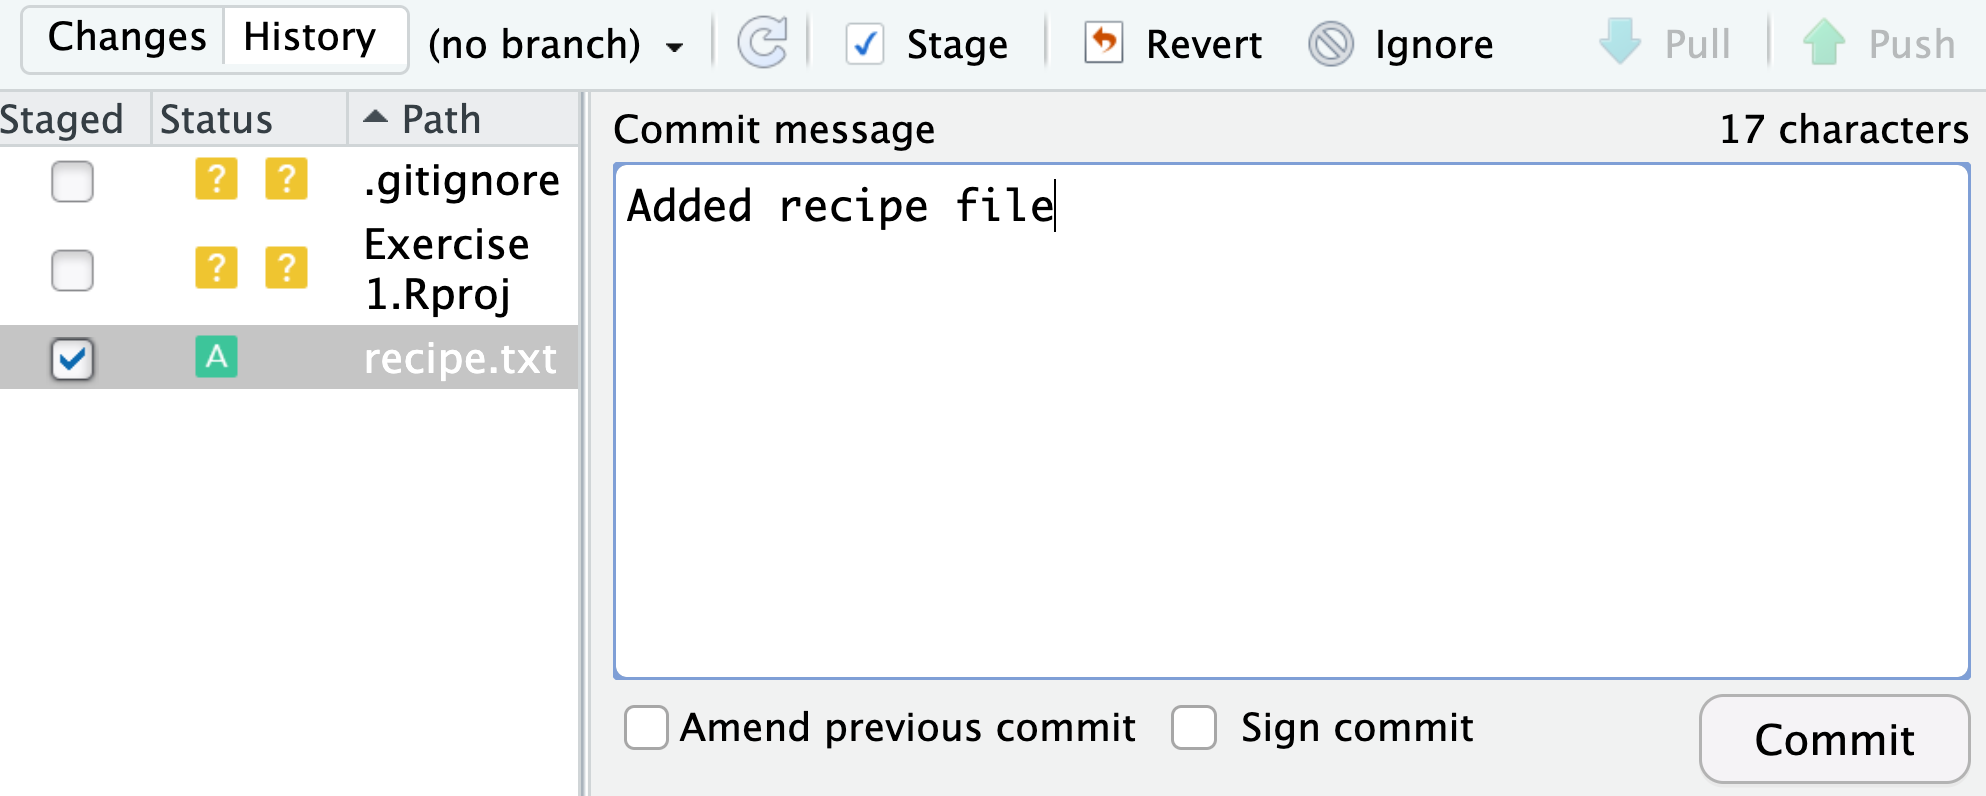 Changes History (no branch) Stage Revert Ignore Pull Push
Staged Status Path
? ? .gitignore
? ? Exercise
1.Rproj
A recipe.txt
Commit message 17 characters
Added recipe file
Amend previous commit Sign commit Commit